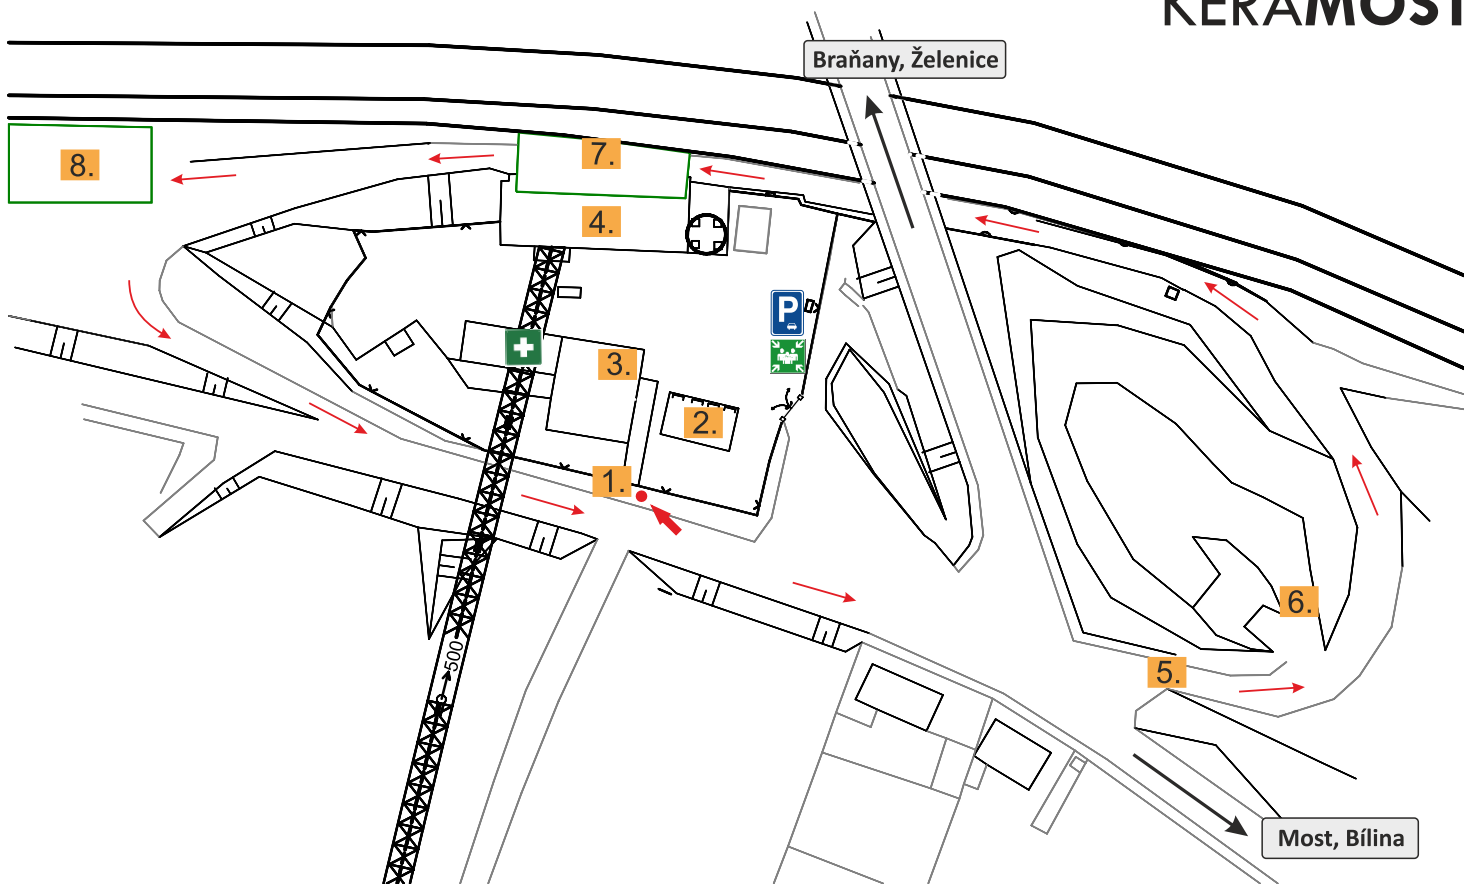 KERAMOST
Braňany, Želenice
7.
8.
4.
P
3.
2.
1.
6.
500
5.
Most, Bílina